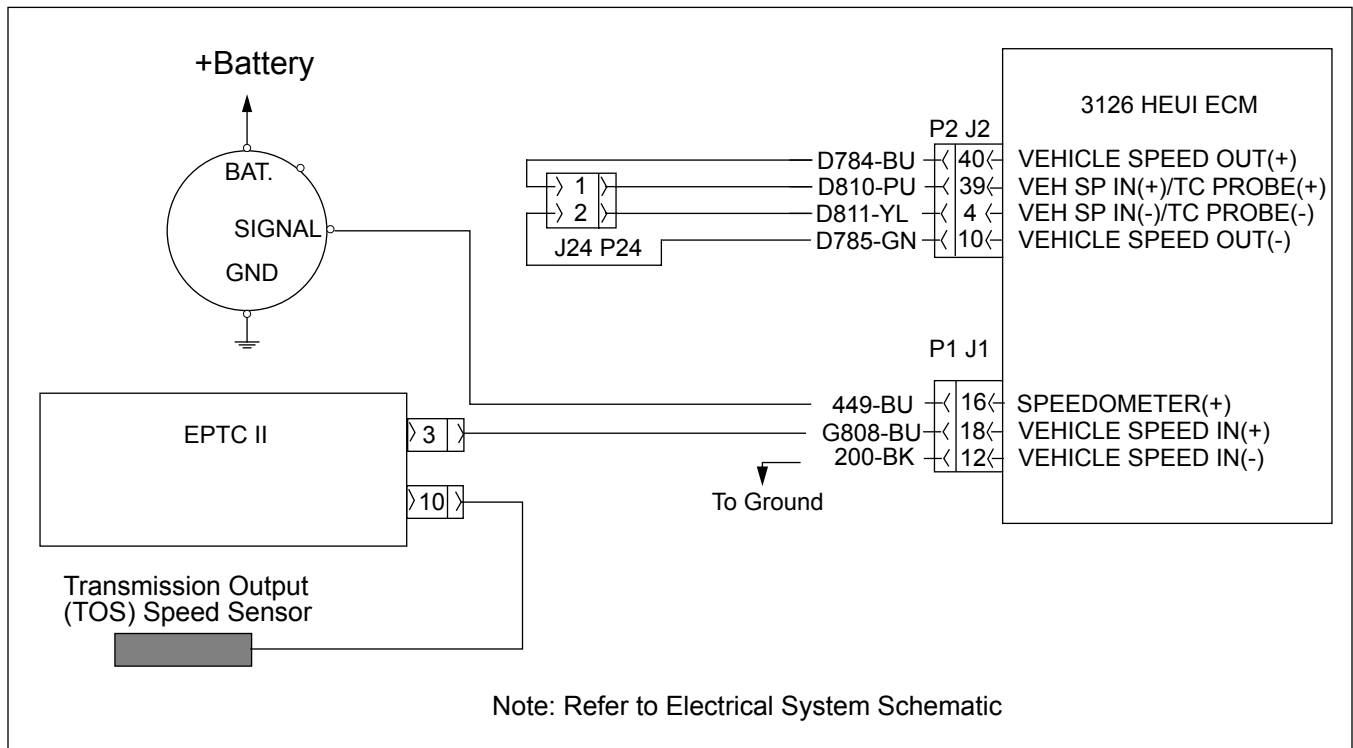 +Battery
BAT.
SIGNAL
GND
3126 HEUI ECM
P2 J2
D784-BU 40 VEHICLE SPEED OUT(+)
1 D810-PU 39 VEH SP IN(+)/TC PROBE(+)
2 D811-YL 4 VEH SP IN(-)/TC PROBE(-)
J24 P24 D785-GN 10 VEHICLE SPEED OUT(-)
P1 J1
449-BU 16 SPEEDOMETER(+)
EPTC II 3 G808-BU 18 VEHICLE SPEED IN(+)
200-BK 12 VEHICLE SPEED IN(-)
10 To Ground
Transmission Output
(TOS) Speed Sensor
Note: Refer to Electrical System Schematic